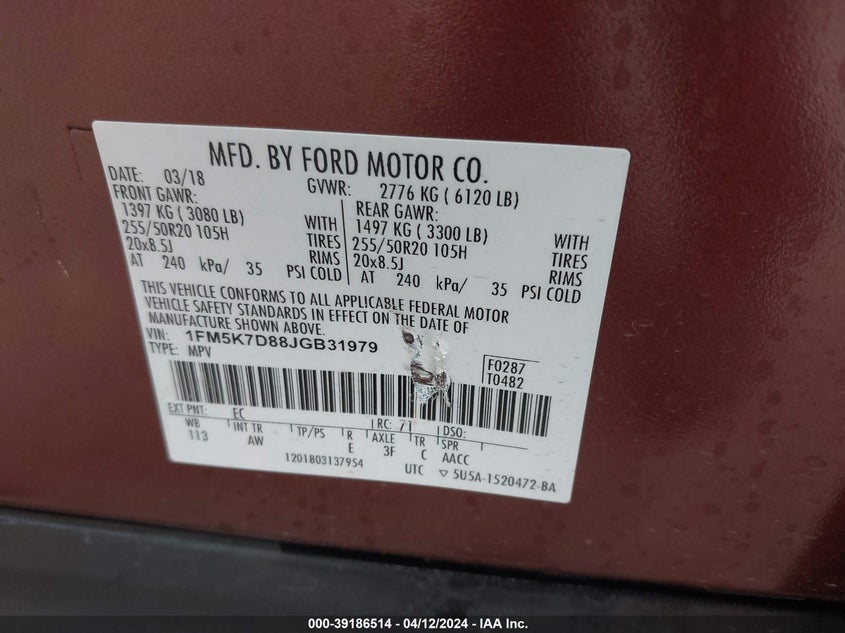 MFD. BY FORD MOTOR CO.
DATE: 03/18 GVWR: 2776 KG ( 6120 LB)
FRONT GAWR: REAR GAWR:
1397 KG ( 3080 LB) WITH 1497 KG ( 3300 LB) WITH
255/50R20 105H TIRES 255/50R20 105H TIRES
20x8.5J RIMS 20x8.5J RIMS
AT 240 kPa/ 35 PSI COLD AT 240 kPa/ 35 PSI COLD
THIS VEHICLE CONFORMS TO ALL APPLICABLE FEDERAL MOTOR
VEHICLE SAFETY STANDARDS IN EFFECT ON THE DATE OF
MANUFACTURE SHOWN ABOVE.
VIN: 1FM5K7D88JGB31979
TYPE: MPV
F0287
T0482
EXT PNT: EC RC: 71 DSO:
WB INT TR TP/PS R AXLE TR SPR
113 AW E 3F C AACC
1201803137954 UTC ▽ 5U5A-1520472-BA
000-39186514 - 04/12/2024 - IAA Inc.